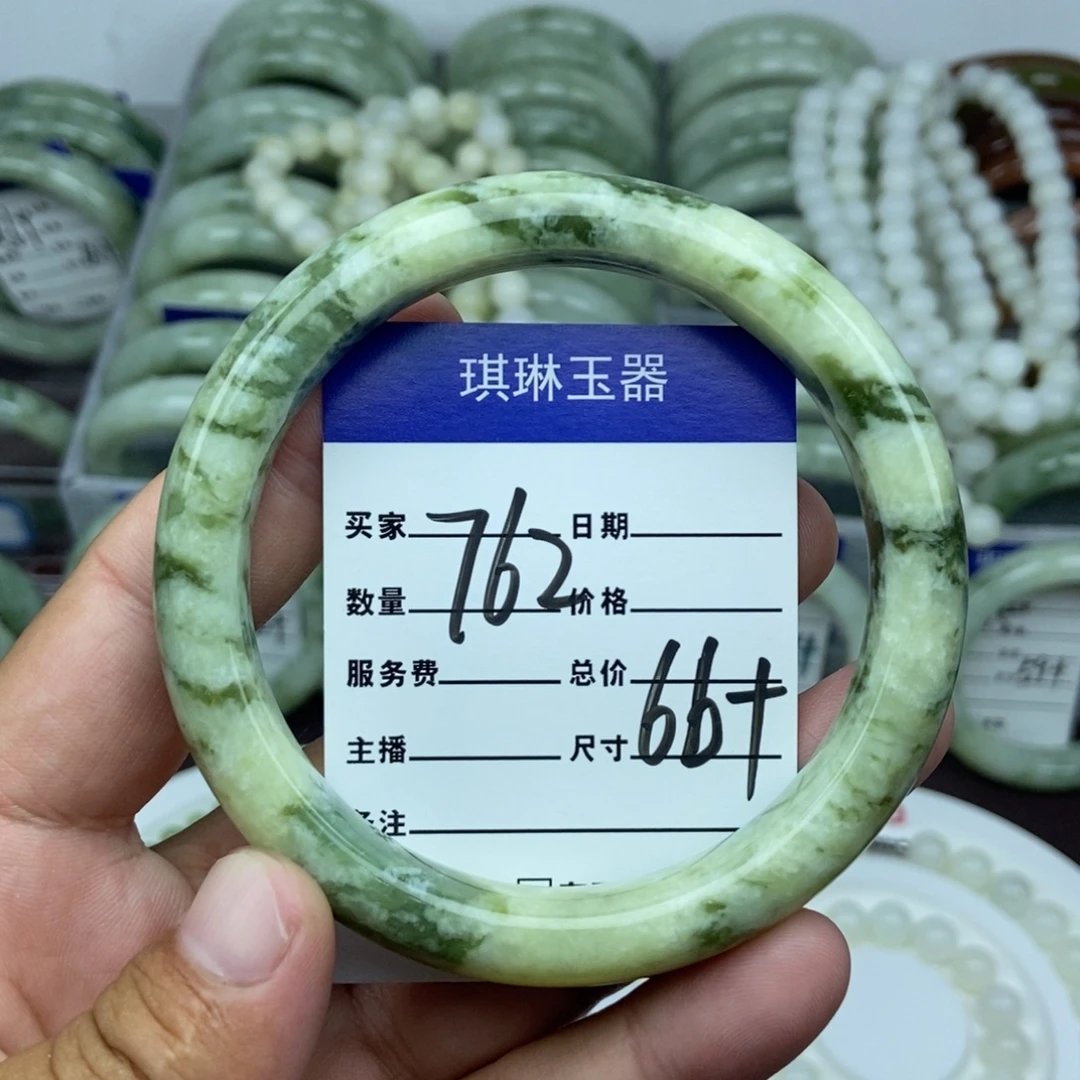 琪琳玉器
买家 日期
762
数量 价格
服务费 总价
主播 尺寸 66+
备注